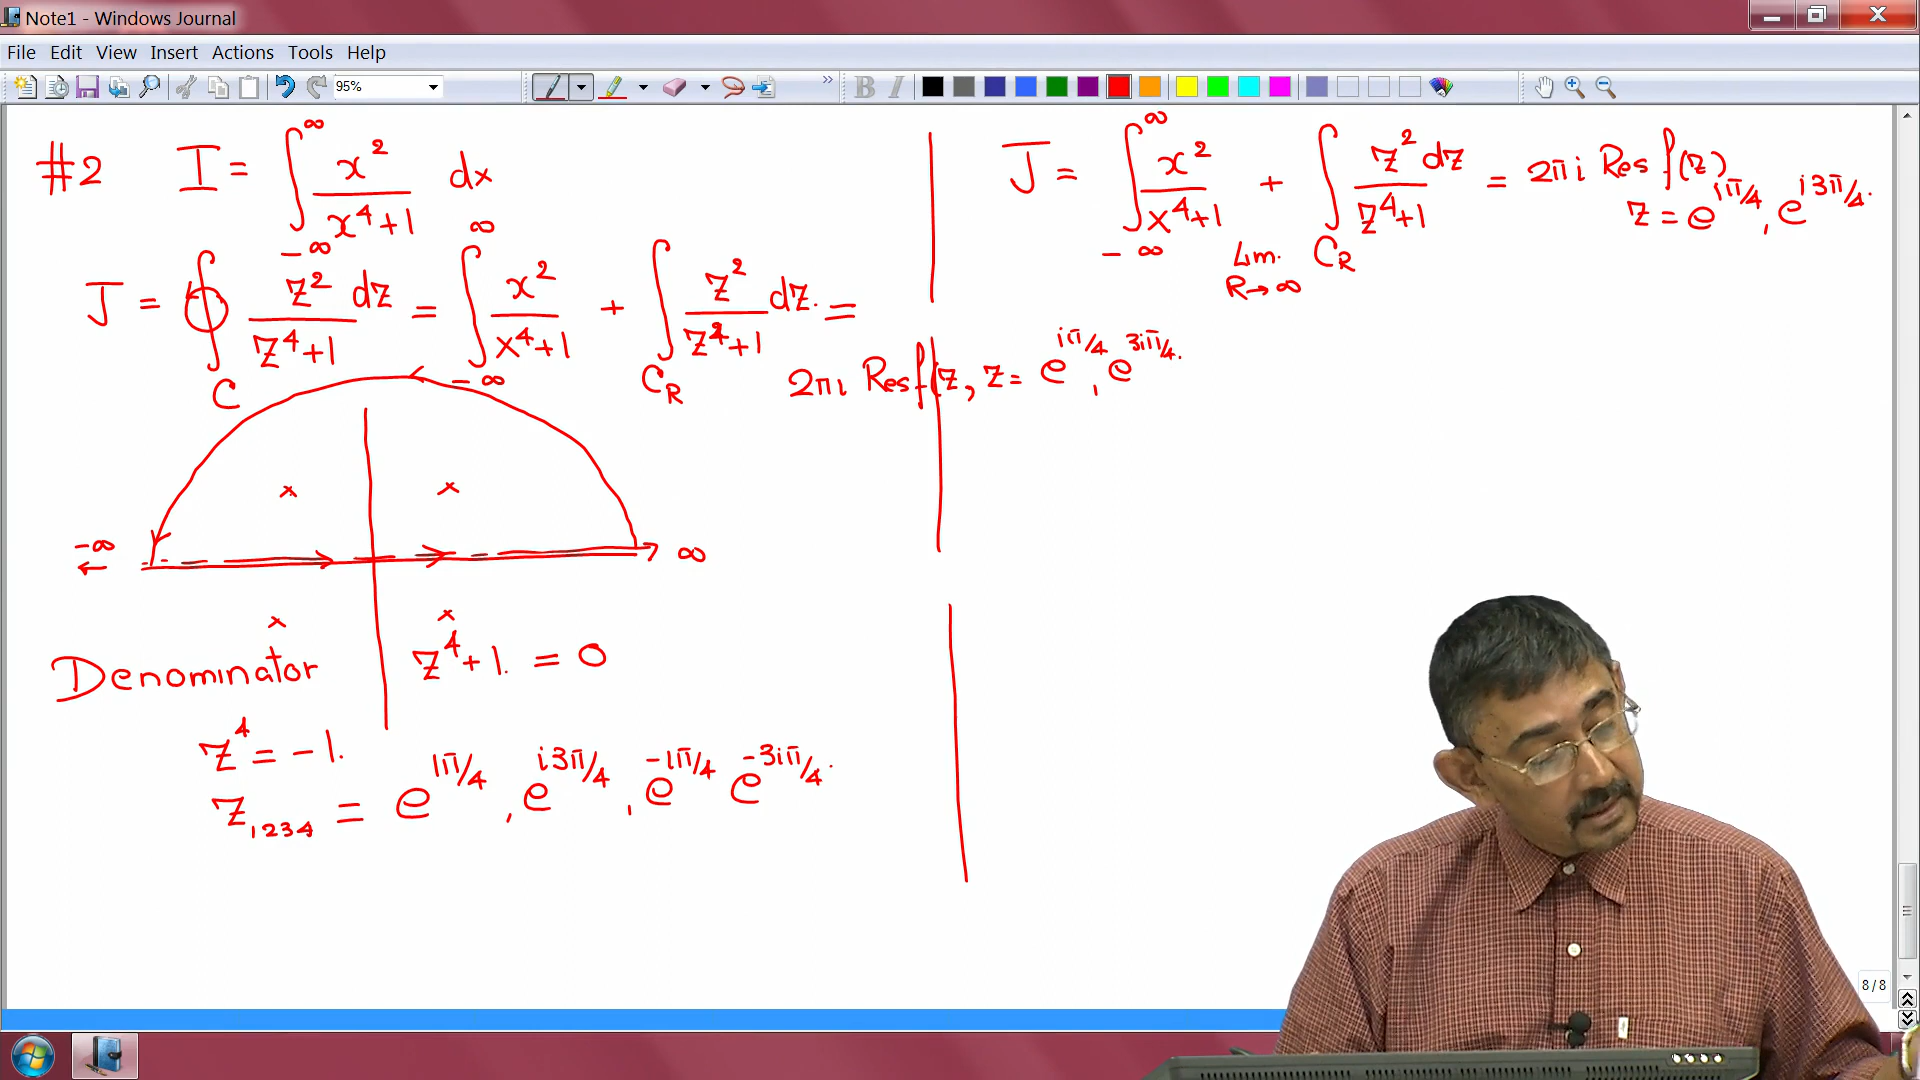 Note1 - Windows Journal
File Edit View Insert Actions Tools Help
95%
B I
#2 I = ∫_{-∞}^{∞} x²/(x⁴+1) dx
J = ∮_C z²/(z⁴+1) dz = ∫_{-∞}^{∞} x²/(x⁴+1) + ∫_{C_R} z²/(z⁴+1) dz. =
2πi Res f(z, z = e^{iπ/4}, e^{3iπ/4}.
-∞ ∞
Denominator z⁴+1. = 0
z⁴ = -1.
z_{1234} = e^{iπ/4}, e^{i3π/4}, e^{-iπ/4} e^{-3iπ/4}.
J = ∫_{-∞}^{∞} x²/(x⁴+1) + Lim. R→∞ ∫_{C_R} z² dz/(z⁴+1) = 2πi Res f(z)
z = e^{iπ/4}, e^{i3π/4}.
8 / 8